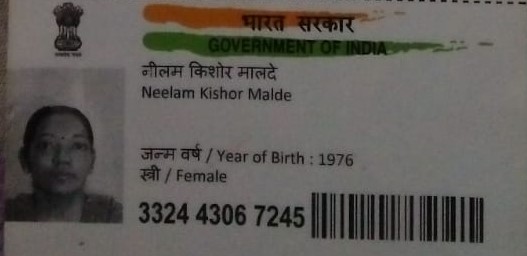 भारत सरकार
GOVERNMENT OF INDIA
नीलम किशोर मालदे
Neelam Kishor Malde
जन्म वर्ष / Year of Birth : 1976
स्त्री / Female
3324 4306 7245